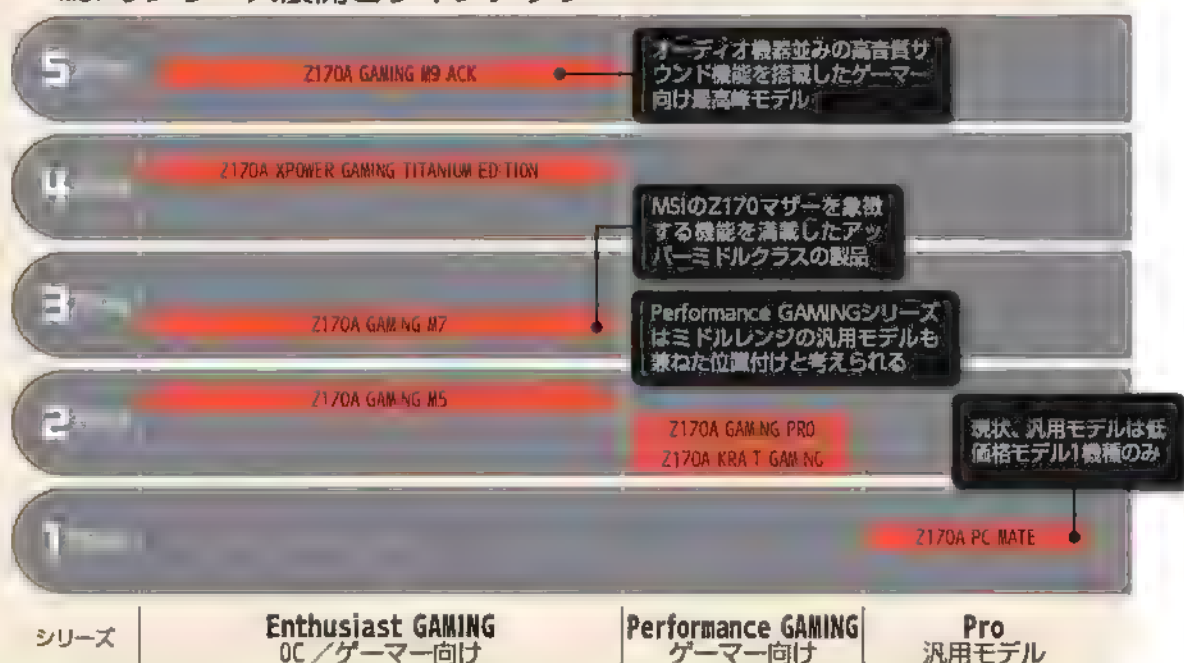 5
Z170A GAMING M9 ACK
オーディオ機器並みの高音質サ
ウンド機能を搭載したゲーマー
向け最高峰モデル
4
Z170A XPOWER GAMING TITANIUM EDITION
MSIのZ170マザーを象徴
する機能を満載したアッ
パーミドルクラスの製品
3
Z170A GAMING M7
Performance GAMINGシリーズ
はミドルレンジの汎用モデルも
兼ねた位置付けと考えられる
2
Z170A GAMING M5
Z170A GAMING PRO
Z170A KRAIT GAMING
現状、汎用モデルは低
価格モデル1機種のみ
1
Z170A PC MATE
シリーズ
Enthusiast GAMING
OC／ゲーマー向け
Performance GAMING
ゲーマー向け
Pro
汎用モデル